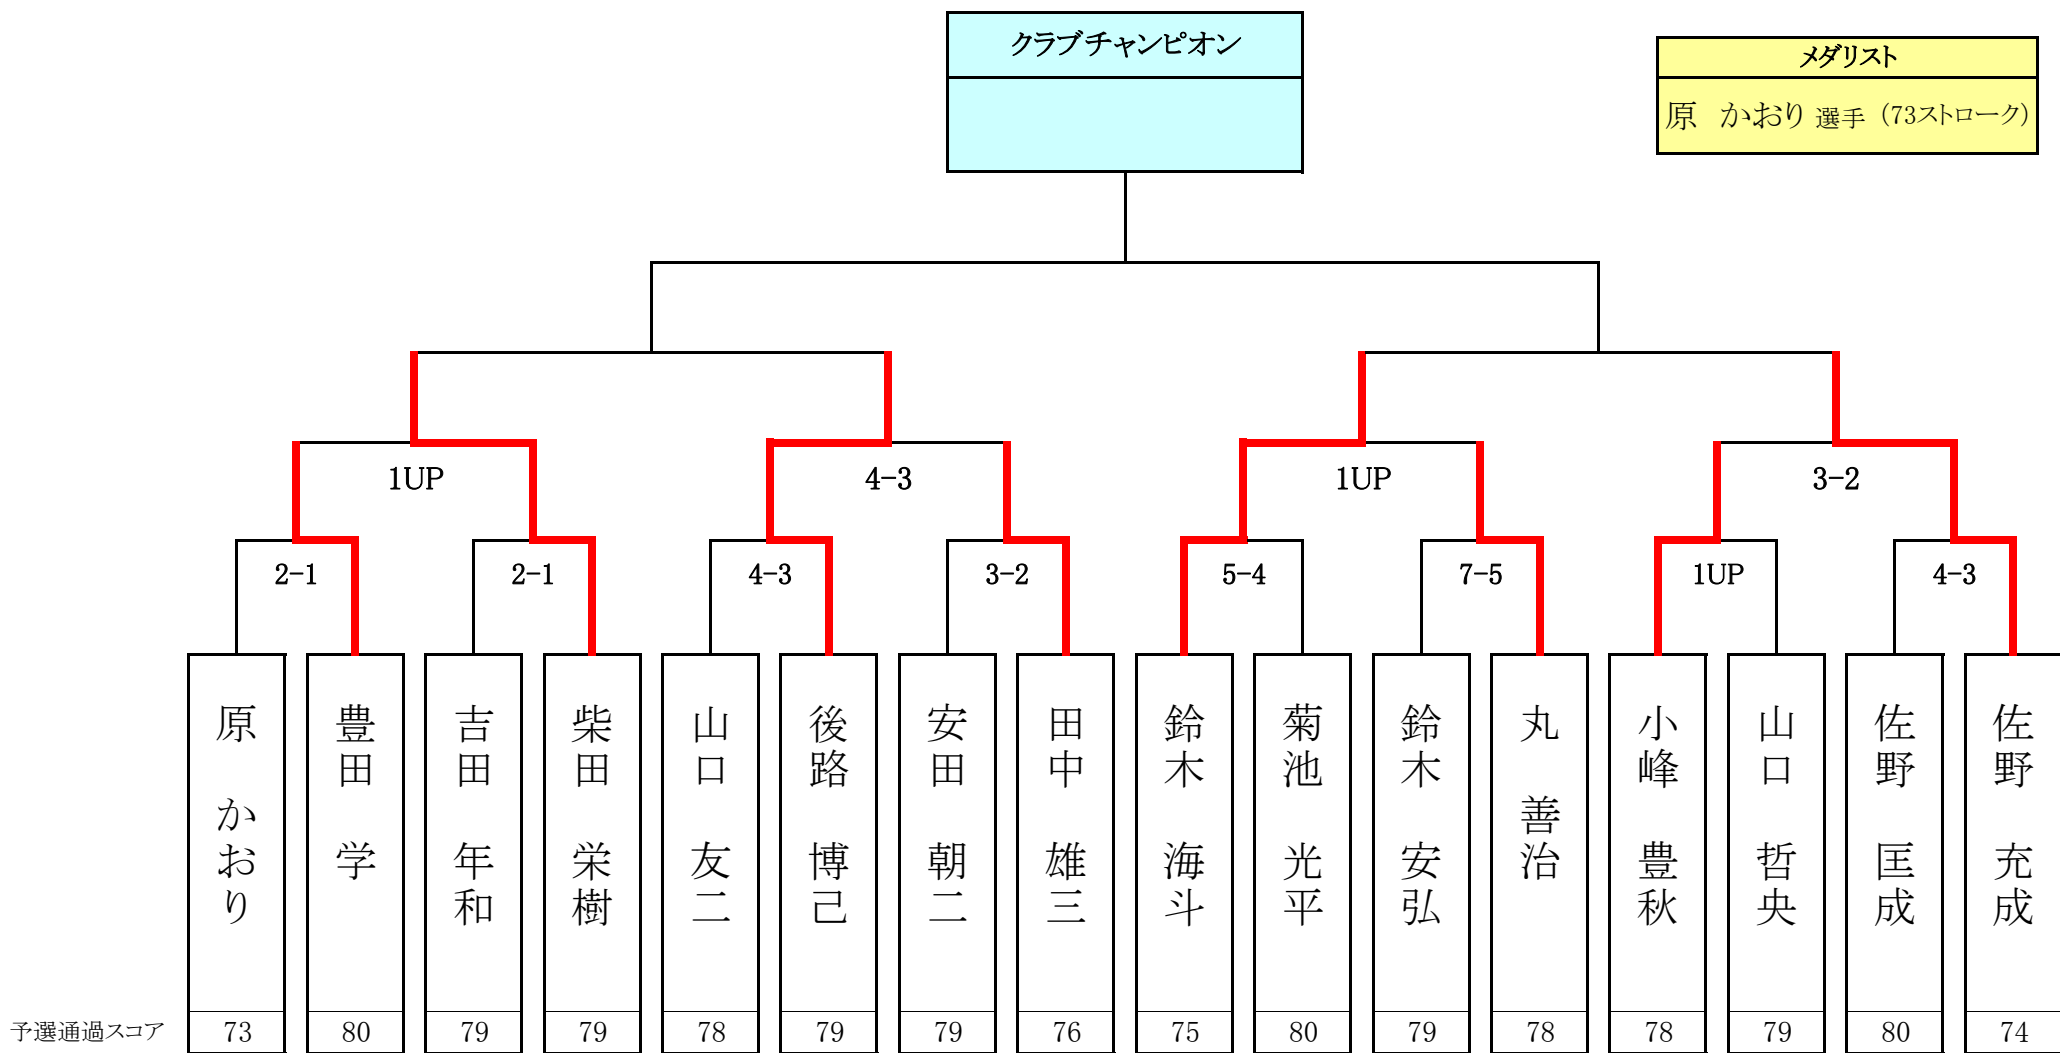 クラブチャンピオン
メダリスト
原 かおり 選手 (73ストローク)
1UP
4-3
1UP
3-2
2-1
2-1
4-3
3-2
5-4
7-5
1UP
4-3
原 かおり
豊田 学
吉田 年和
柴田 栄樹
山口 友二
後路 博己
安田 朝二
田中 雄三
鈴木 海斗
菊池 光平
鈴木 安弘
丸 善治
小峰 豊秋
山口 哲央
佐野 匡成
佐野 充成
予選通過スコア 73 80 79 79 78 79 79 76 75 80 79 78 78 79 80 74